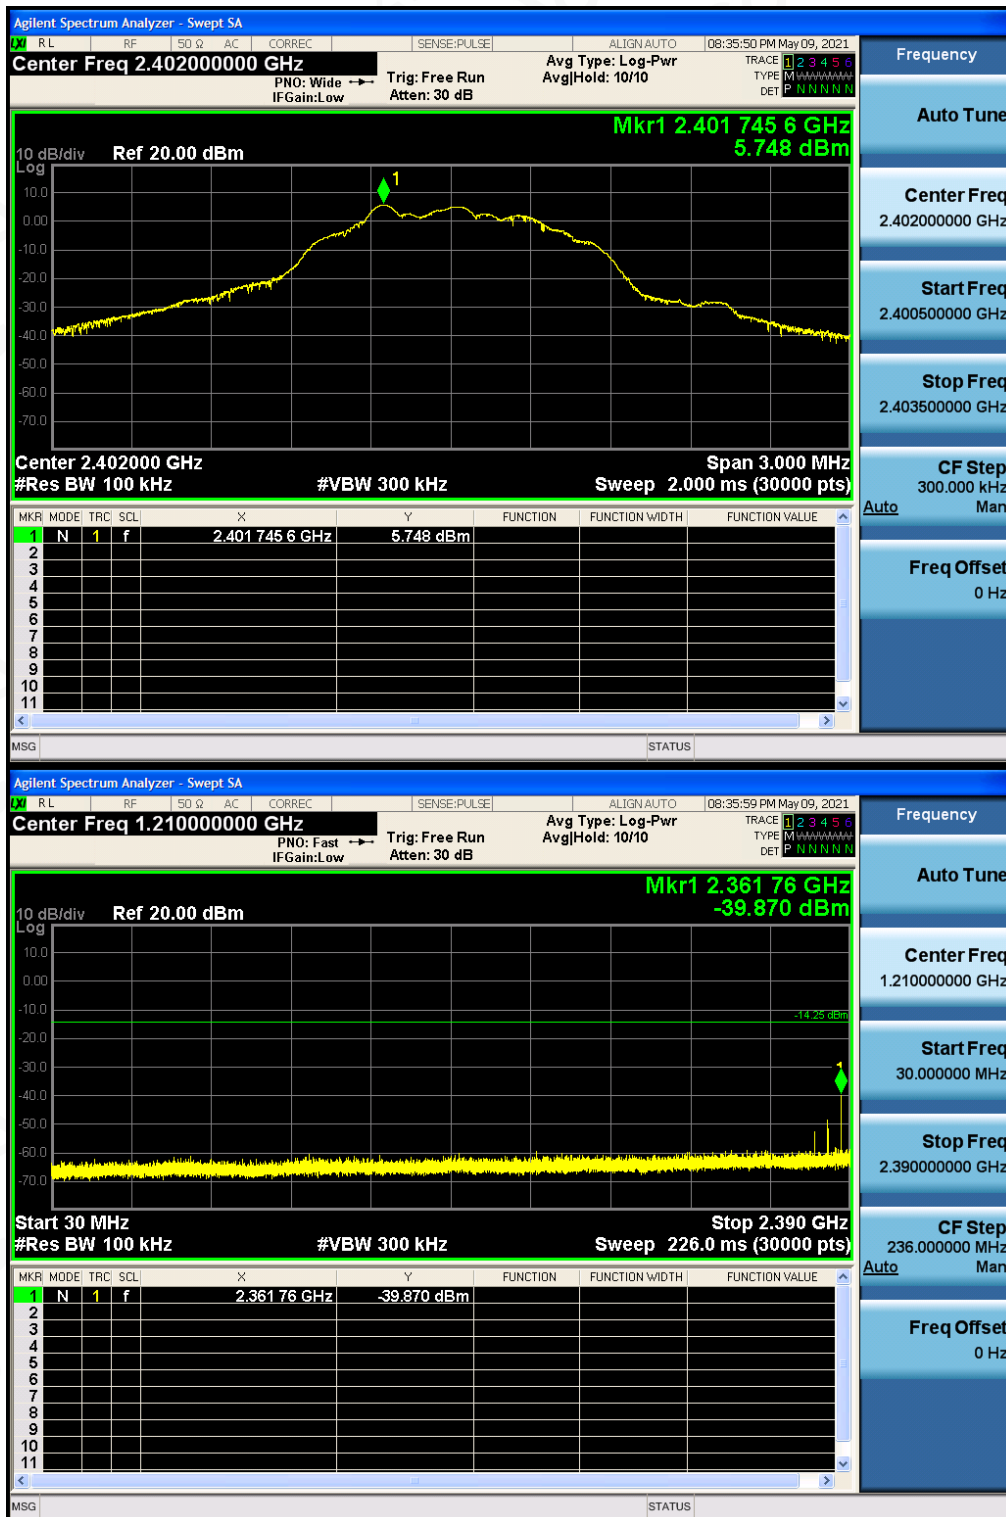 Agilent Spectrum Analyzer - Swept SA
LXI RL RF 50 Ω AC CORREC SENSE:PULSE ALIGN AUTO 08:35:50 PM May 09, 2021
Center Freq 2.402000000 GHz
PNO: Wide
IFGain:Low
Trig: Free Run
Atten: 30 dB
Avg Type: Log-Pwr
Avg|Hold: 10/10
TRACE 1 2 3 4 5 6
TYPE M
DET P N N N N N
Mkr1 2.401 745 6 GHz
5.748 dBm
10 dB/div Ref 20.00 dBm
Log
10.0
0.00
-10.0
-20.0
-30.0
-40.0
-50.0
-60.0
-70.0
1
Center 2.402000 GHz Span 3.000 MHz
#Res BW 100 kHz #VBW 300 kHz Sweep 2.000 ms (30000 pts)
MKR MODE TRC SCL X Y FUNCTION FUNCTION WIDTH FUNCTION VALUE
1 N 1 f 2.401 745 6 GHz 5.748 dBm
2
3
4
5
6
7
8
9
10
11
MSG STATUS
Frequency
Auto Tune
Center Freq
2.402000000 GHz
Start Freq
2.400500000 GHz
Stop Freq
2.403500000 GHz
CF Step
300.000 kHz
Auto Man
Freq Offset
0 Hz
Agilent Spectrum Analyzer - Swept SA
LXI RL RF 50 Ω AC CORREC SENSE:PULSE ALIGN AUTO 08:35:59 PM May 09, 2021
Center Freq 1.210000000 GHz
PNO: Fast
IFGain:Low
Trig: Free Run
Atten: 30 dB
Avg Type: Log-Pwr
Avg|Hold: 10/10
TRACE 1 2 3 4 5 6
TYPE M
DET P N N N N N
Mkr1 2.361 76 GHz
-39.870 dBm
10 dB/div Ref 20.00 dBm
Log
10.0
0.00
-10.0
-20.0
-30.0
-40.0
-50.0
-60.0
-70.0
-14.25 dBm
1
Start 30 MHz Stop 2.390 GHz
#Res BW 100 kHz #VBW 300 kHz Sweep 226.0 ms (30000 pts)
MKR MODE TRC SCL X Y FUNCTION FUNCTION WIDTH FUNCTION VALUE
1 N 1 f 2.361 76 GHz -39.870 dBm
2
3
4
5
6
7
8
9
10
11
MSG STATUS
Frequency
Auto Tune
Center Freq
1.210000000 GHz
Start Freq
30.000000 MHz
Stop Freq
2.390000000 GHz
CF Step
236.000000 MHz
Auto Man
Freq Offset
0 Hz